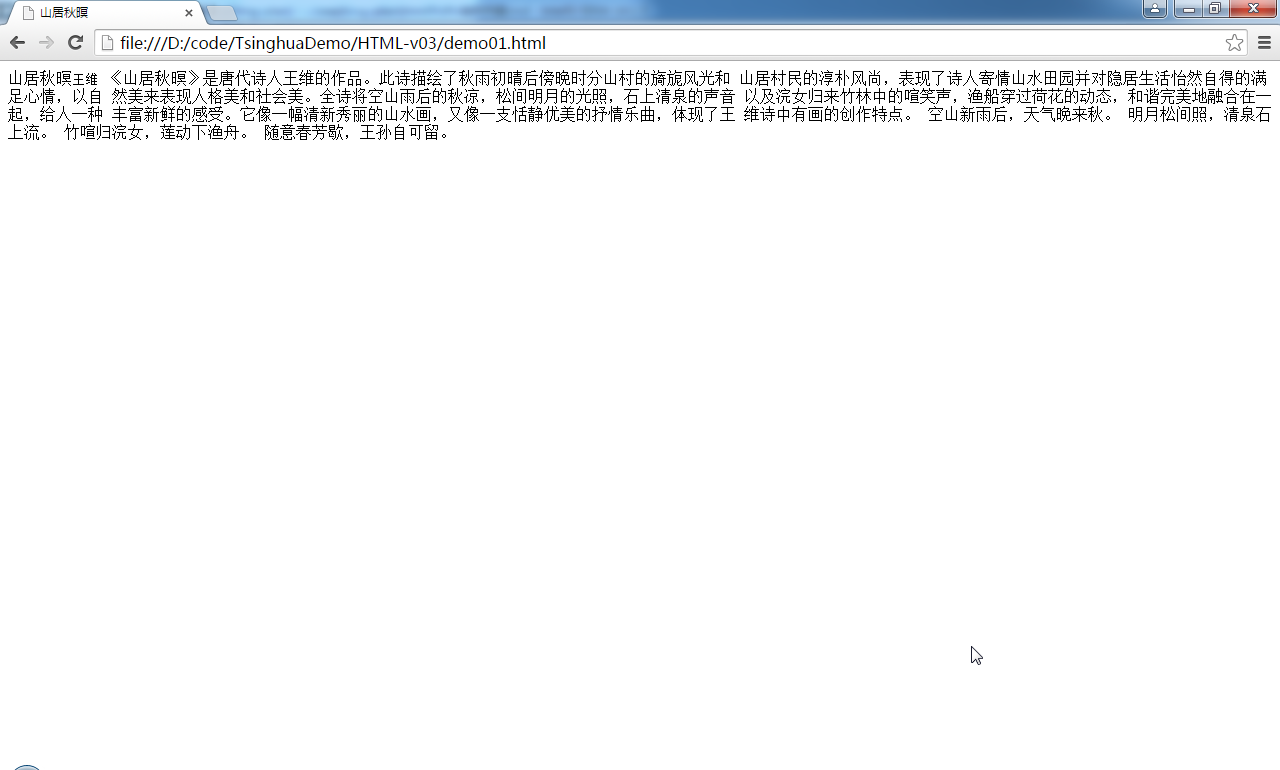 山居秋暝
file:///D:/code/TsinghuaDemo/HTML-v03/demo01.html
山居秋暝王维 《山居秋暝》是唐代诗人王维的作品。此诗描绘了秋雨初晴后傍晚时分山村的旖旎风光和 山居村民的淳朴风尚，表现了诗人寄情山水田园并对隐居生活怡然自得的满
足心情，以自 然美来表现人格美和社会美。全诗将空山雨后的秋凉，松间明月的光照，石上清泉的声音 以及浣女归来竹林中的喧笑声，渔船穿过荷花的动态，和谐完美地融合在一
起，给人一种 丰富新鲜的感受。它像一幅清新秀丽的山水画，又像一支恬静优美的抒情乐曲，体现了王 维诗中有画的创作特点。 空山新雨后，天气晚来秋。 明月松间照，清泉石
上流。 竹喧归浣女，莲动下渔舟。 随意春芳歇，王孙自可留。